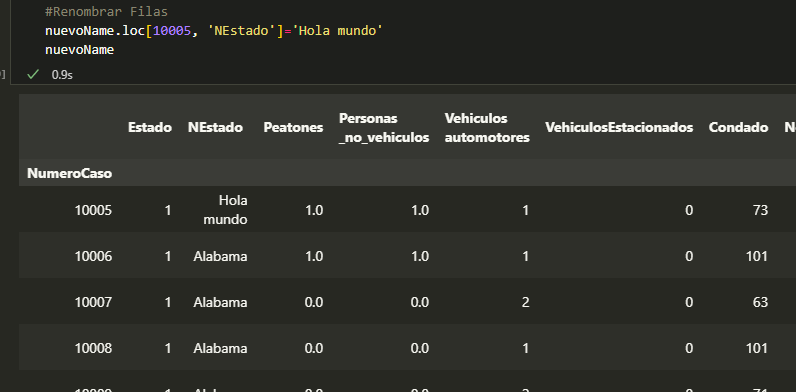 #Renombrar Filas
nuevoName.loc[10005, 'NEstado']='Hola mundo'
nuevoName
0.9s
Estado NEstado Peatones Personas _no_vehiculos Vehiculos automotores VehiculosEstacionados Condado
NumeroCaso
10005 1 Hola mundo 1.0 1.0 1 0 73
10006 1 Alabama 1.0 1.0 1 0 101
10007 1 Alabama 0.0 0.0 2 0 63
10008 1 Alabama 0.0 0.0 1 0 101